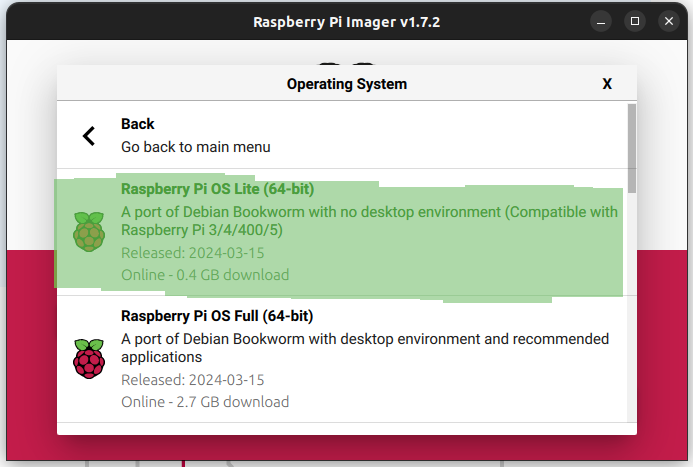 Raspberry Pi Imager v1.7.2
Operating System
X
Back
Go back to main menu
Raspberry Pi OS Lite (64-bit)
A port of Debian Bookworm with no desktop environment (Compatible with
Raspberry Pi 3/4/400/5)
Released: 2024-03-15
Online - 0.4 GB download
Raspberry Pi OS Full (64-bit)
A port of Debian Bookworm with desktop environment and recommended
applications
Released: 2024-03-15
Online - 2.7 GB download